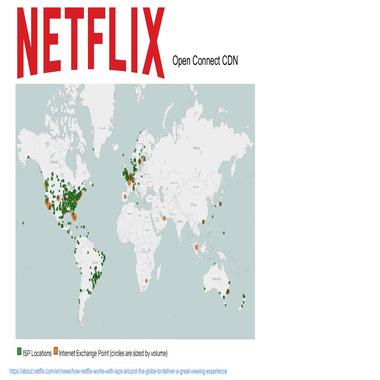 NETFLIX
Open Connect CDN
ISP Locations Internet Exchange Point (circles are sized by volume)
https://about.netflix.com/en/news/how-netflix-works-with-isps-around-the-globe-to-deliver-a-great-viewing-experience